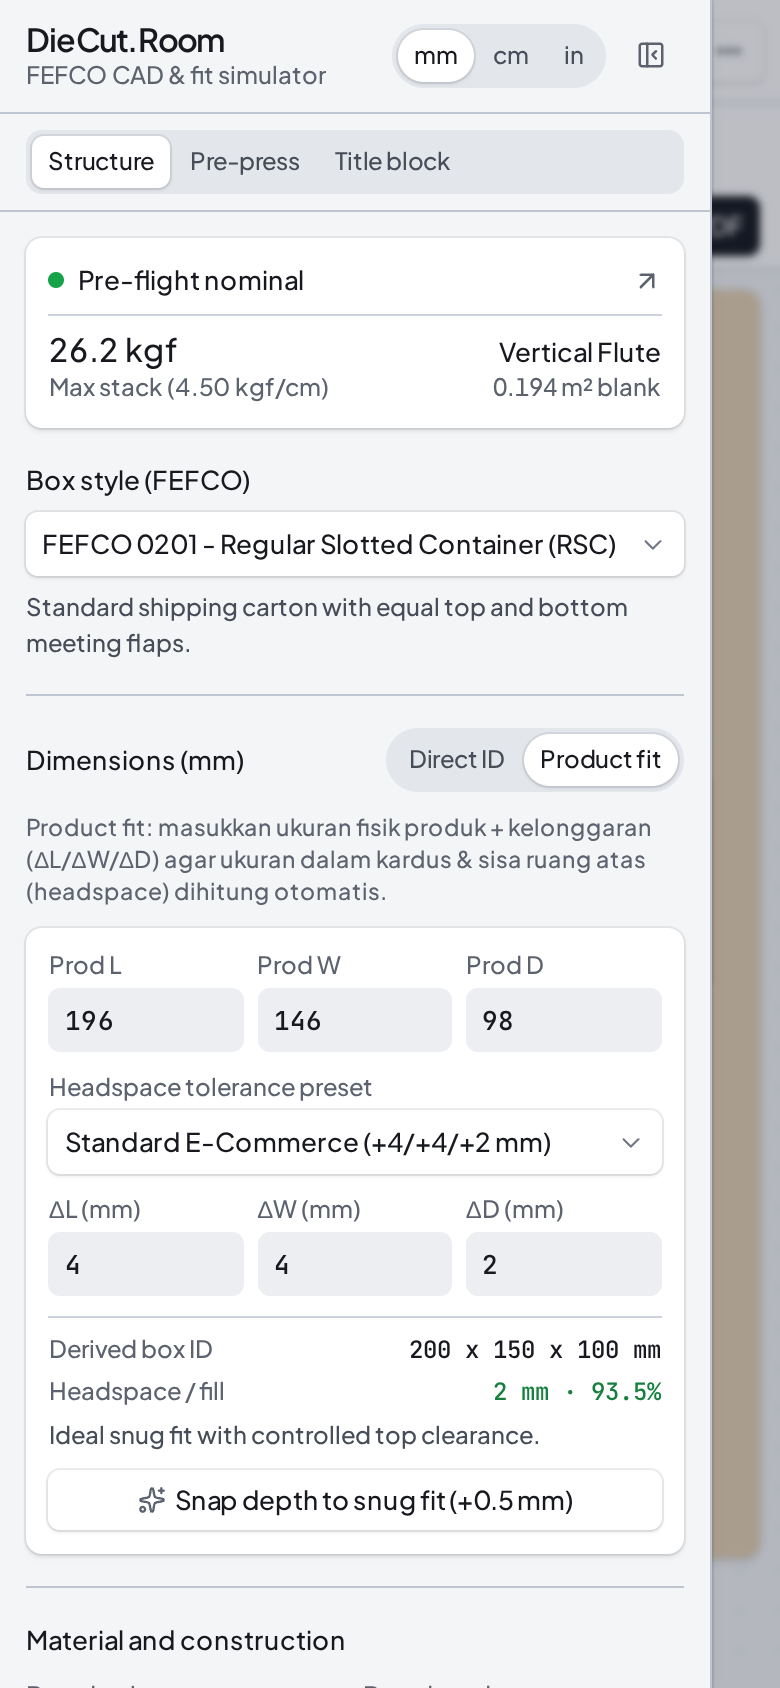 DieCut.Room
FEFCO CAD & fit simulator
mm cm in
Structure Pre-press Title block
Pre-flight nominal
26.2 kgf
Max stack (4.50 kgf/cm)
Vertical Flute
0.194 m² blank
Box style (FEFCO)
FEFCO 0201 - Regular Slotted Container (RSC)
Standard shipping carton with equal top and bottom
meeting flaps.
Dimensions (mm)
Direct ID Product fit
Product fit: masukkan ukuran fisik produk + kelonggaran
(ΔL/ΔW/ΔD) agar ukuran dalam kardus & sisa ruang atas
(headspace) dihitung otomatis.
Prod L Prod W Prod D
196 146 98
Headspace tolerance preset
Standard E-Commerce (+4/+4/+2 mm)
ΔL (mm) ΔW (mm) ΔD (mm)
4 4 2
Derived box ID 200 x 150 x 100 mm
Headspace / fill 2 mm · 93.5%
Ideal snug fit with controlled top clearance.
Snap depth to snug fit (+0.5 mm)
Material and construction